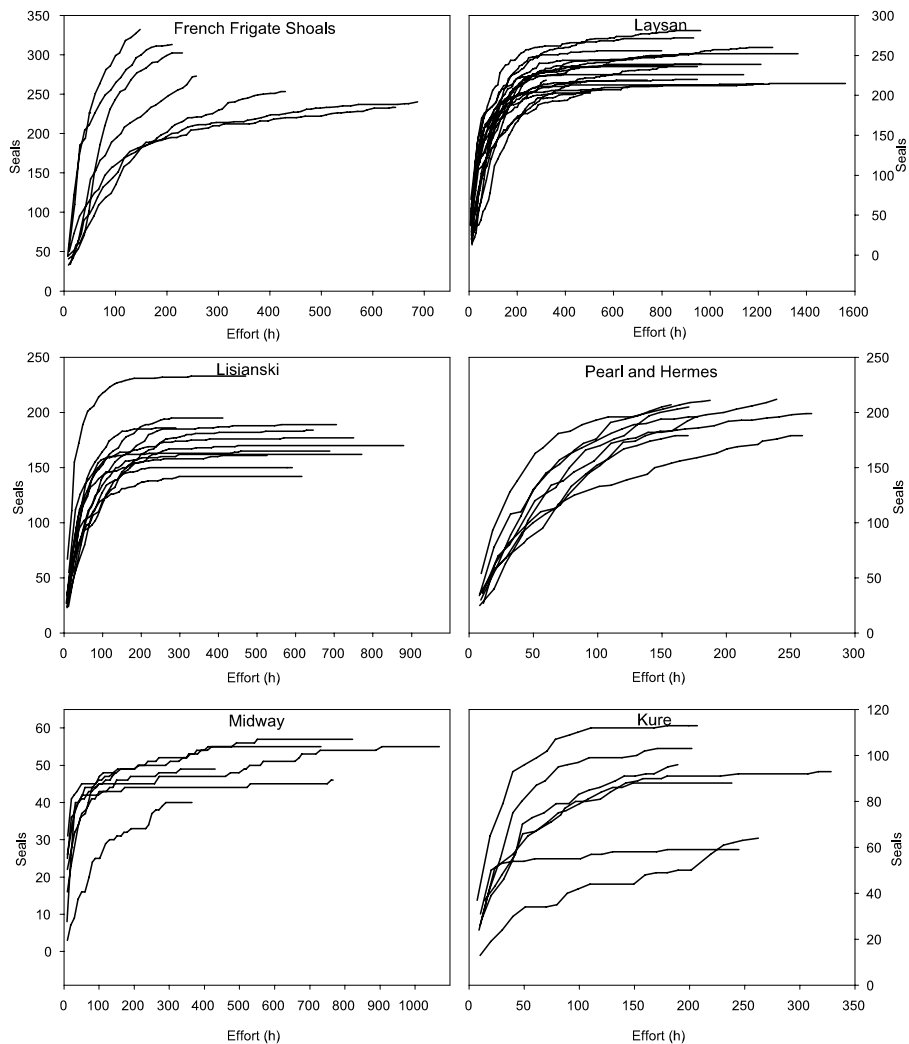 French Frigate Shoals
350
300
250
200
150
100
50
0
Seals
0 100 200 300 400 500 600 700
Effort (h)
Laysan
300
250
200
150
100
50
0
Seals
0 200 400 600 800 1000 1200 1400 1600
Effort (h)
Lisianski
250
200
150
100
50
0
Seals
0 100 200 300 400 500 600 700 800 900
Effort (h)
Pearl and Hermes
250
200
150
100
50
0
Seals
0 50 100 150 200 250 300
Effort (h)
Midway
60
50
40
30
20
10
0
Seals
0 100 200 300 400 500 600 700 800 900 1000
Effort (h)
Kure
120
100
80
60
40
20
0
Seals
0 50 100 150 200 250 300 350
Effort (h)